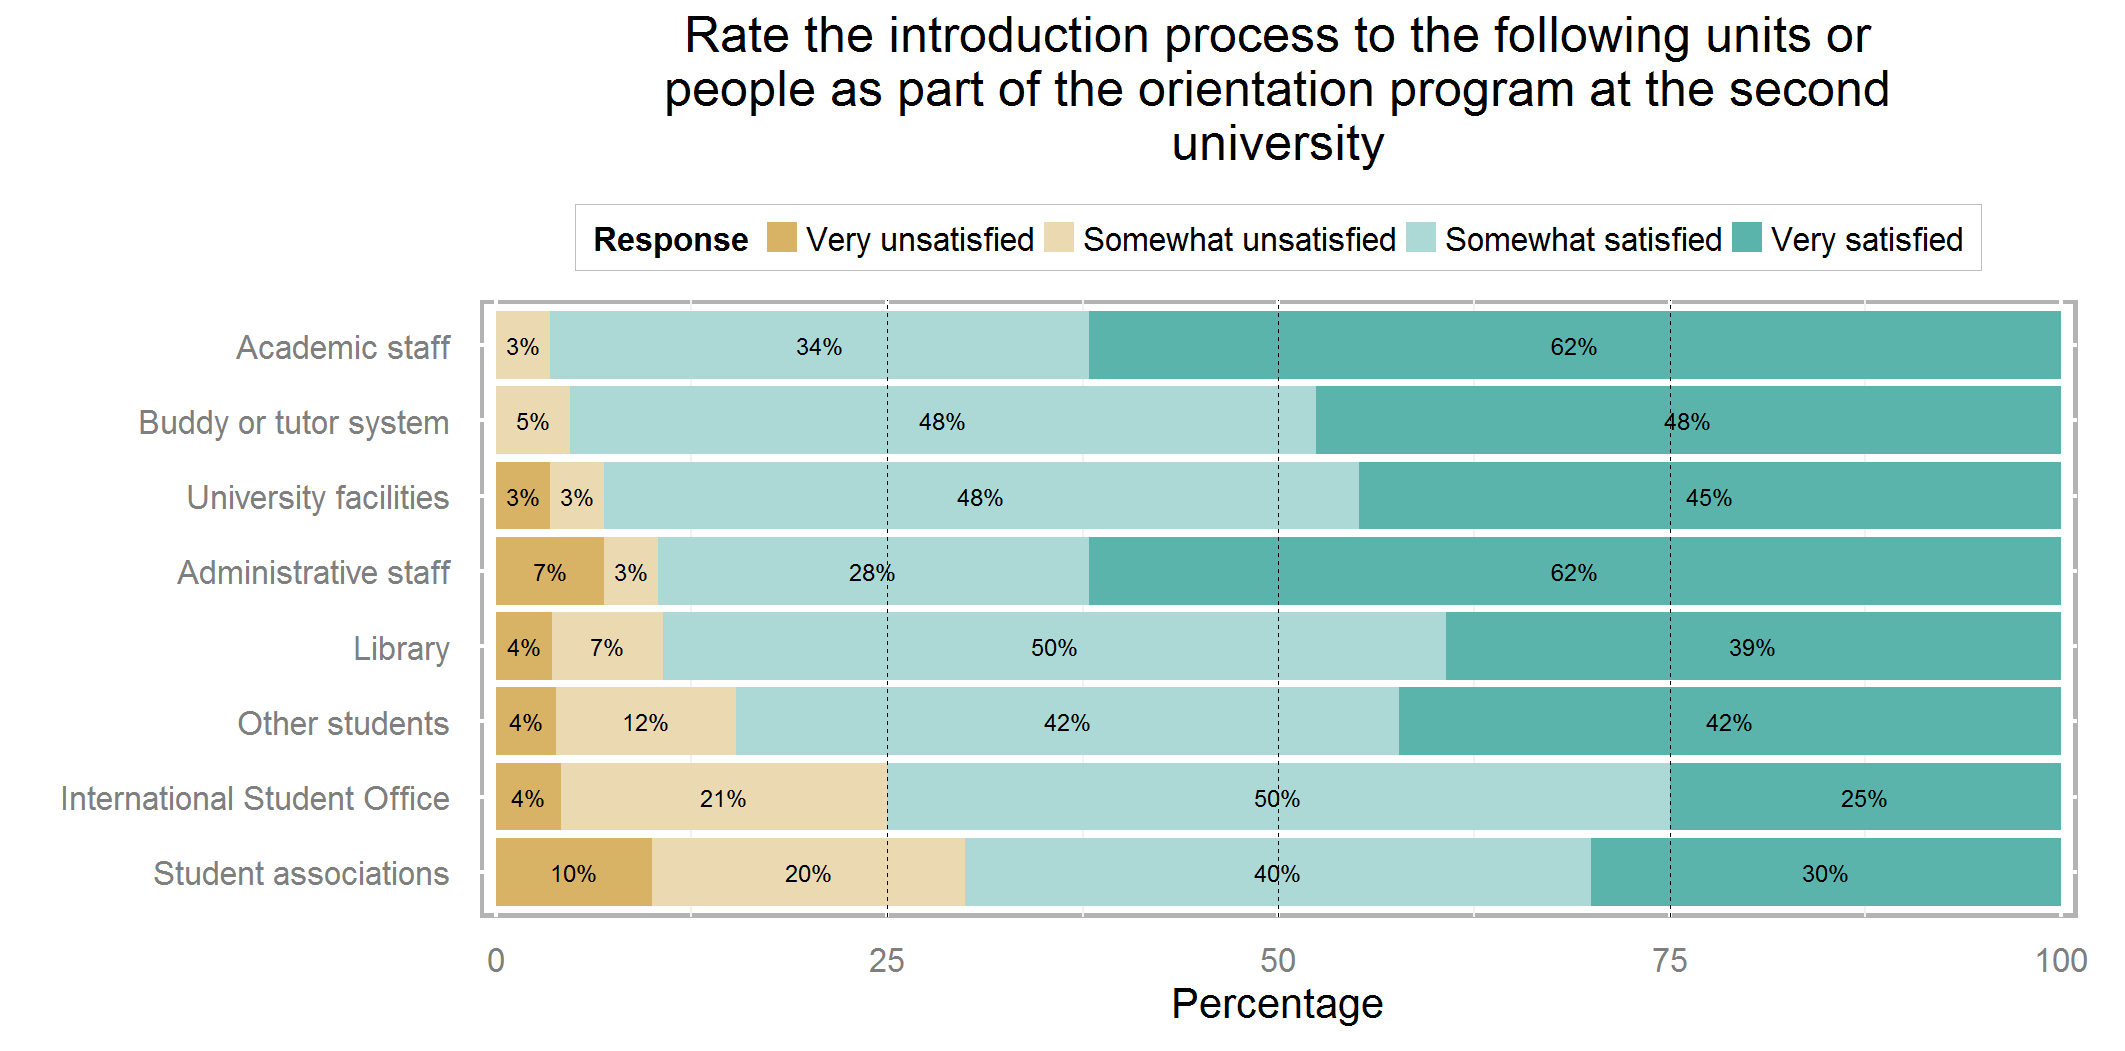 Rate the introduction process to the following units or
people as part of the orientation program at the second
university
Response Very unsatisfied Somewhat unsatisfied Somewhat satisfied Very satisfied
Academic staff 3% 34% 62%
Buddy or tutor system 5% 48% 48%
University facilities 3% 3% 48% 45%
Administrative staff 7% 3% 28% 62%
Library 4% 7% 50% 39%
Other students 4% 12% 42% 42%
International Student Office 4% 21% 50% 25%
Student associations 10% 20% 40% 30%
0 25 50 75 100
Percentage